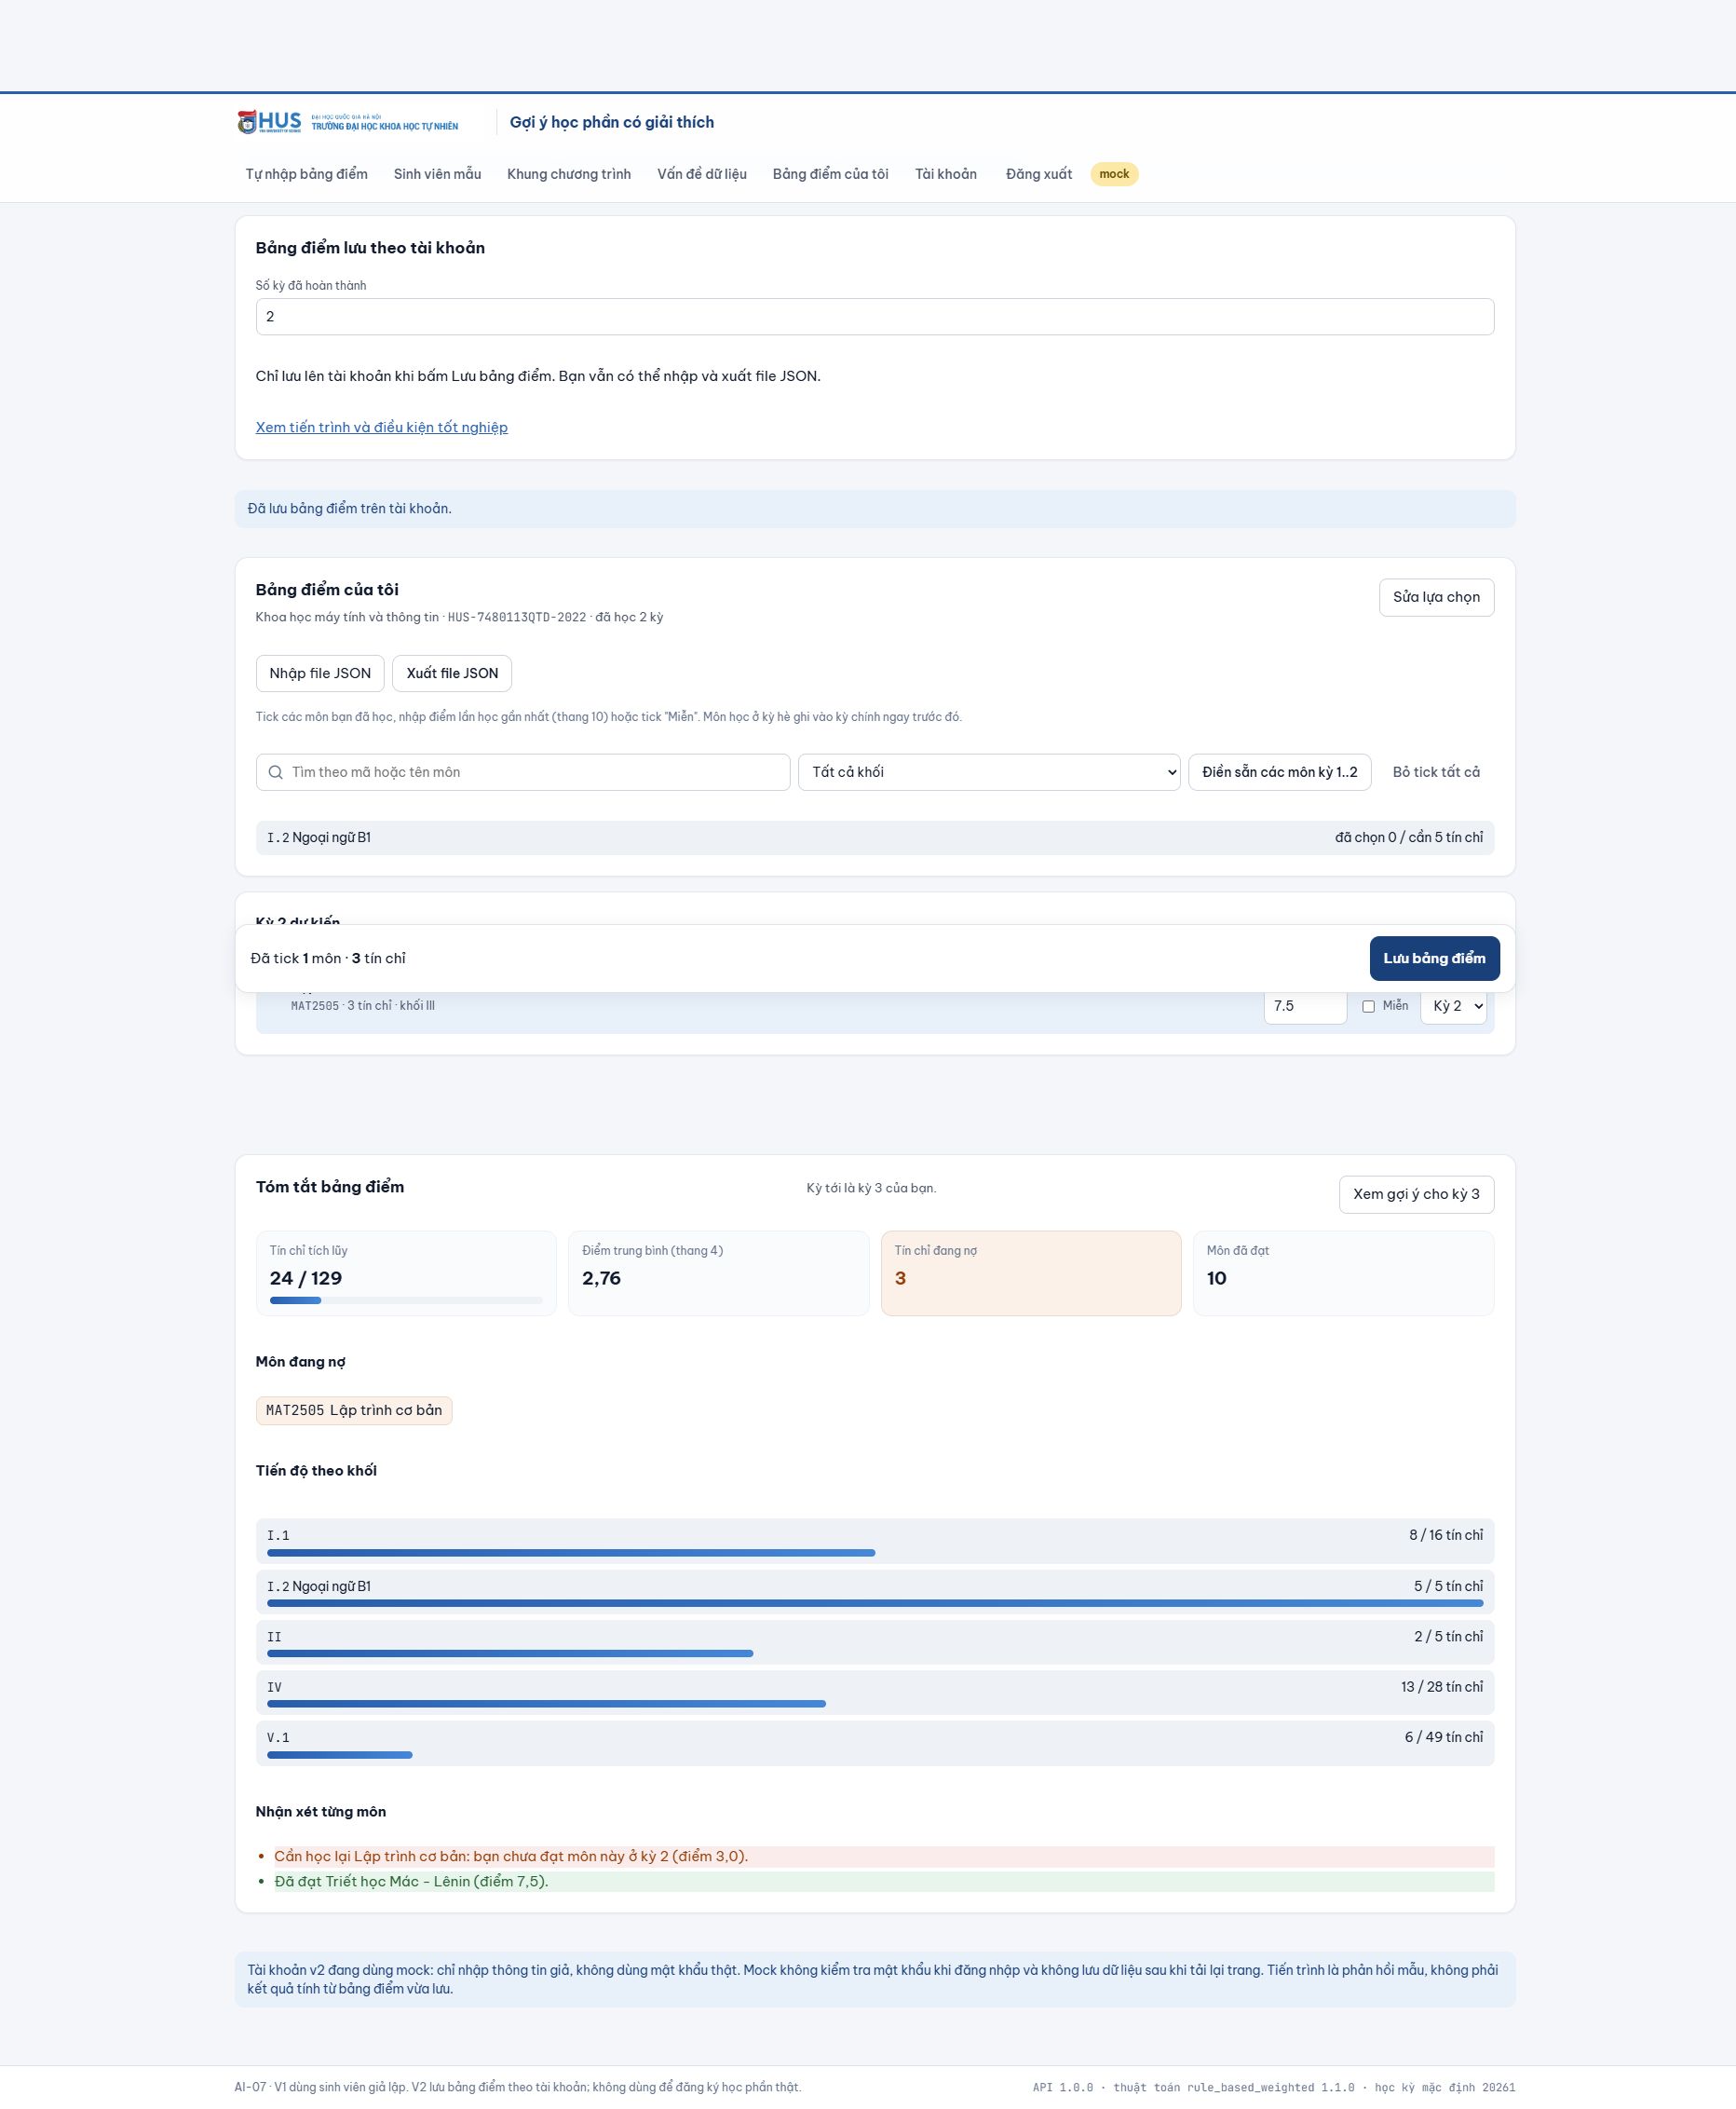 HUS
ĐẠI HỌC QUỐC GIA HÀ NỘI
TRƯỜNG ĐẠI HỌC KHOA HỌC TỰ NHIÊN
Gợi ý học phần có giải thích
Tự nhập bảng điểm Sinh viên mẫu Khung chương trình Vấn đề dữ liệu Bảng điểm của tôi Tài khoản Đăng xuất mock
Bảng điểm lưu theo tài khoản
Số kỳ đã hoàn thành
2
Chỉ lưu lên tài khoản khi bấm Lưu bảng điểm. Bạn vẫn có thể nhập và xuất file JSON.
Xem tiến trình và điều kiện tốt nghiệp
Đã lưu bảng điểm trên tài khoản.
Bảng điểm của tôi
Sửa lựa chọn
Khoa học máy tính và thông tin · HUS-7480113QTD-2022 · đã học 2 kỳ
Nhập file JSON Xuất file JSON
Tick các môn bạn đã học, nhập điểm lần học gần nhất (thang 10) hoặc tick "Miễn". Môn học ở kỳ hè ghi vào kỳ chính ngay trước đó.
Tìm theo mã hoặc tên môn Tất cả khối Điền sẵn các môn kỳ 1..2 Bỏ tick tất cả
I.2 Ngoại ngữ B1 đã chọn 0 / cần 5 tín chỉ
Kỳ 2 dự kiến
Đã tick 1 môn · 3 tín chỉ Lưu bảng điểm
MAT2505 · 3 tín chỉ · khối III 7.5 Miễn Kỳ 2
Tóm tắt bảng điểm Kỳ tới là kỳ 3 của bạn. Xem gợi ý cho kỳ 3
Tín chỉ tích lũy Điểm trung bình (thang 4) Tín chỉ đang nợ Môn đã đạt
24 / 129 2,76 3 10
Môn đang nợ
MAT2505 Lập trình cơ bản
Tiến độ theo khối
I.1 8 / 16 tín chỉ
I.2 Ngoại ngữ B1 5 / 5 tín chỉ
II 2 / 5 tín chỉ
IV 13 / 28 tín chỉ
V.1 6 / 49 tín chỉ
Nhận xét từng môn
• Cần học lại Lập trình cơ bản: bạn chưa đạt môn này ở kỳ 2 (điểm 3,0).
• Đã đạt Triết học Mác - Lênin (điểm 7,5).
Tài khoản v2 đang dùng mock: chỉ nhập thông tin giả, không dùng mật khẩu thật. Mock không kiểm tra mật khẩu khi đăng nhập và không lưu dữ liệu sau khi tải lại trang. Tiến trình là phản hồi mẫu, không phải
kết quả tính từ bảng điểm vừa lưu.
AI-07 · V1 dùng sinh viên giả lập. V2 lưu bảng điểm theo tài khoản; không dùng để đăng ký học phần thật. API 1.0.0 · thuật toán rule_based_weighted 1.1.0 · học kỳ mặc định 20261